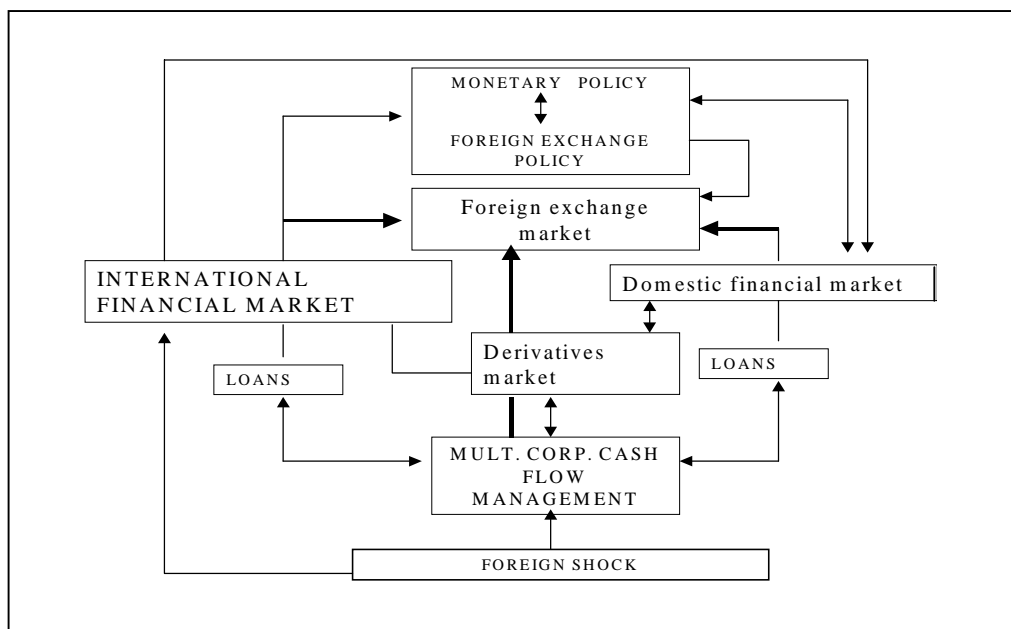 MONETARY POLICY
FOREIGN EXCHANGE
POLICY
Foreign exchange
market
INTERNATIONAL
FINANCIAL MARKET
Domestic financial market
Derivatives
market
LOANS
LOANS
MULT. CORP. CASH
FLOW
MANAGEMENT
FOREIGN SHOCK